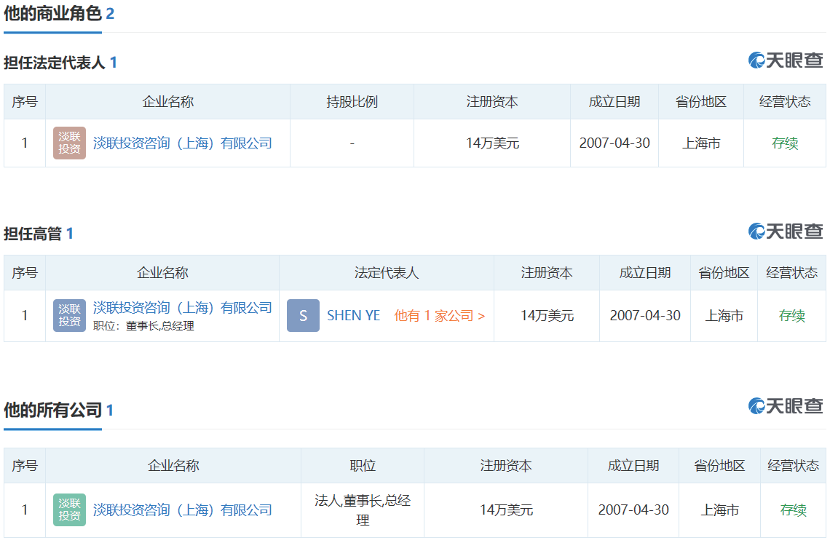 他的商业角色 2
担任法定代表人 1
天眼查
序号 企业名称 持股比例 注册资本 成立日期 省份地区 经营状态
1 淡联投资 淡联投资咨询（上海）有限公司 - 14万美元 2007-04-30 上海市 存续
担任高管 1
天眼查
序号 企业名称 法定代表人 注册资本 成立日期 省份地区 经营状态
1 淡联投资 淡联投资咨询（上海）有限公司 S SHEN YE 他有 1 家公司 > 14万美元 2007-04-30 上海市 存续
职位：董事长,总经理
他的所有公司 1
天眼查
序号 企业名称 职位 注册资本 成立日期 省份地区 经营状态
1 淡联投资 淡联投资咨询（上海）有限公司 法人,董事长,总经理 14万美元 2007-04-30 上海市 存续